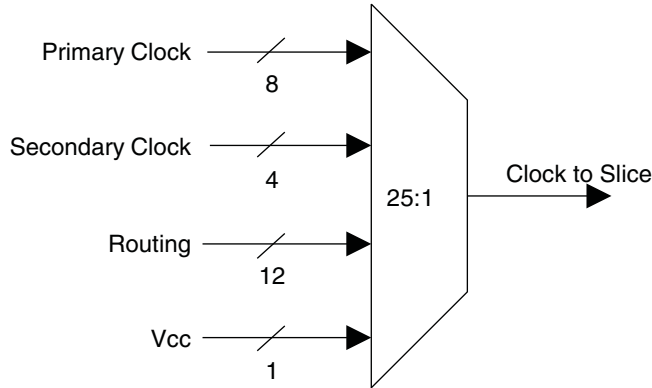 Primary Clock
8
Secondary Clock
4
25:1
Clock to Slice
Routing
12
Vcc
1